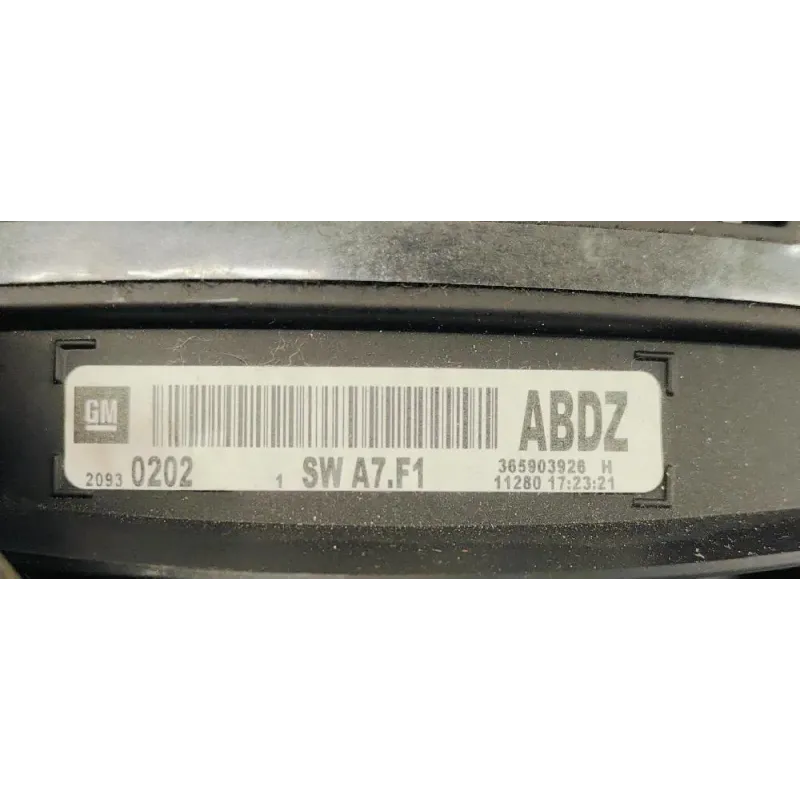 GM
ABDZ
2093 0202 1 SW A7.F1
365903926 H
11280 17:23:21